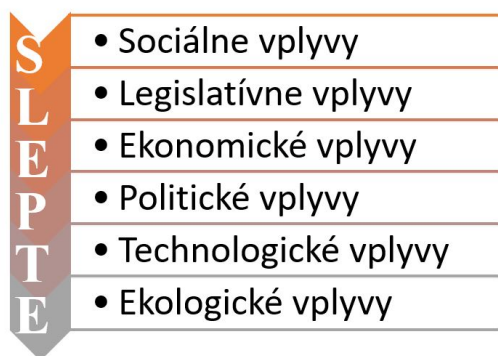 S • Sociálne vplyvy
L • Legislatívne vplyvy
E • Ekonomické vplyvy
P • Politické vplyvy
T • Technologické vplyvy
E • Ekologické vplyvy